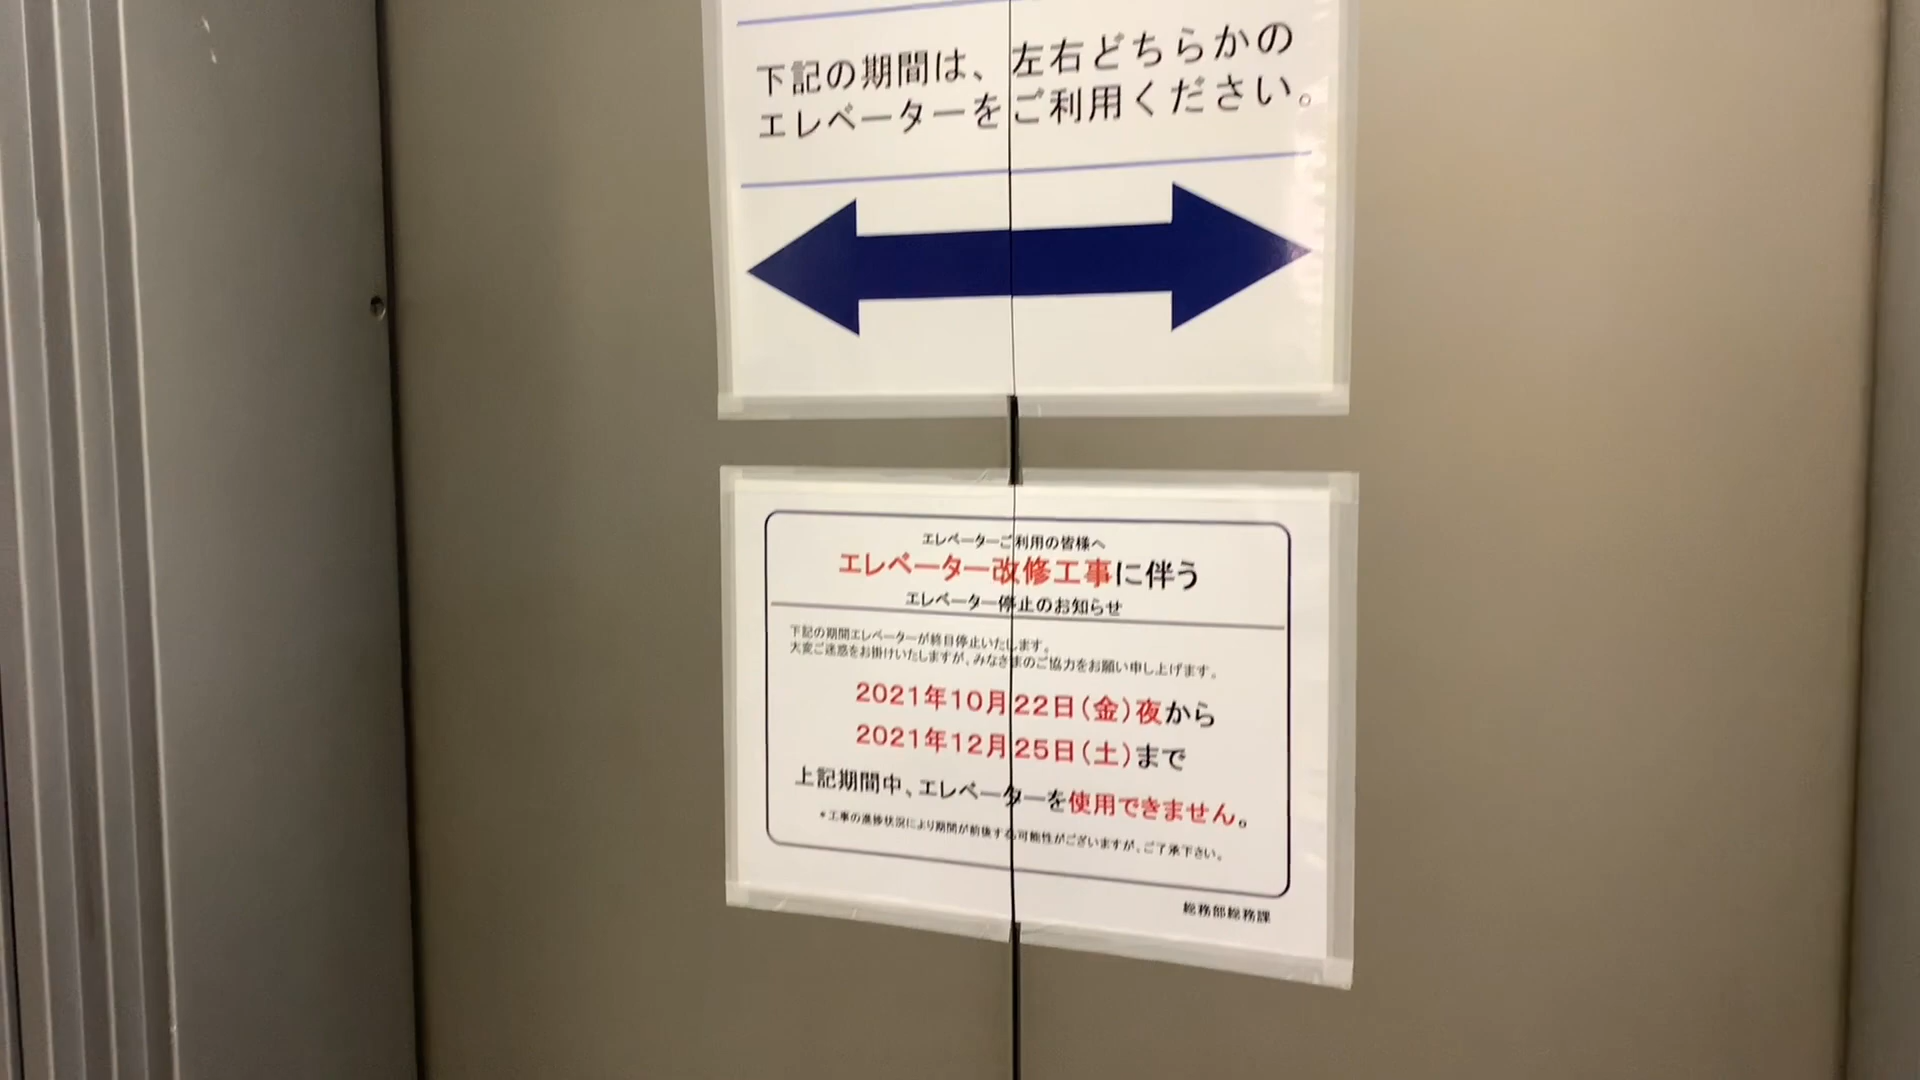 下記の期間は、左右どちらかの
エレベーターをご利用ください。
エレベーターご利用の皆様へ
エレベーター改修工事に伴う
エレベーター停止のお知らせ
下記の期間エレベーターが終日停止いたします。
大変ご迷惑をお掛けいたしますが、みなさまのご協力をお願い申し上げます。
2021年10月22日(金)夜から
2021年12月25日(土)まで
上記期間中、エレベーターを使用できません。
*工事の進捗状況により期間が前後する可能性がございますが、ご了承下さい。
総務部総務課